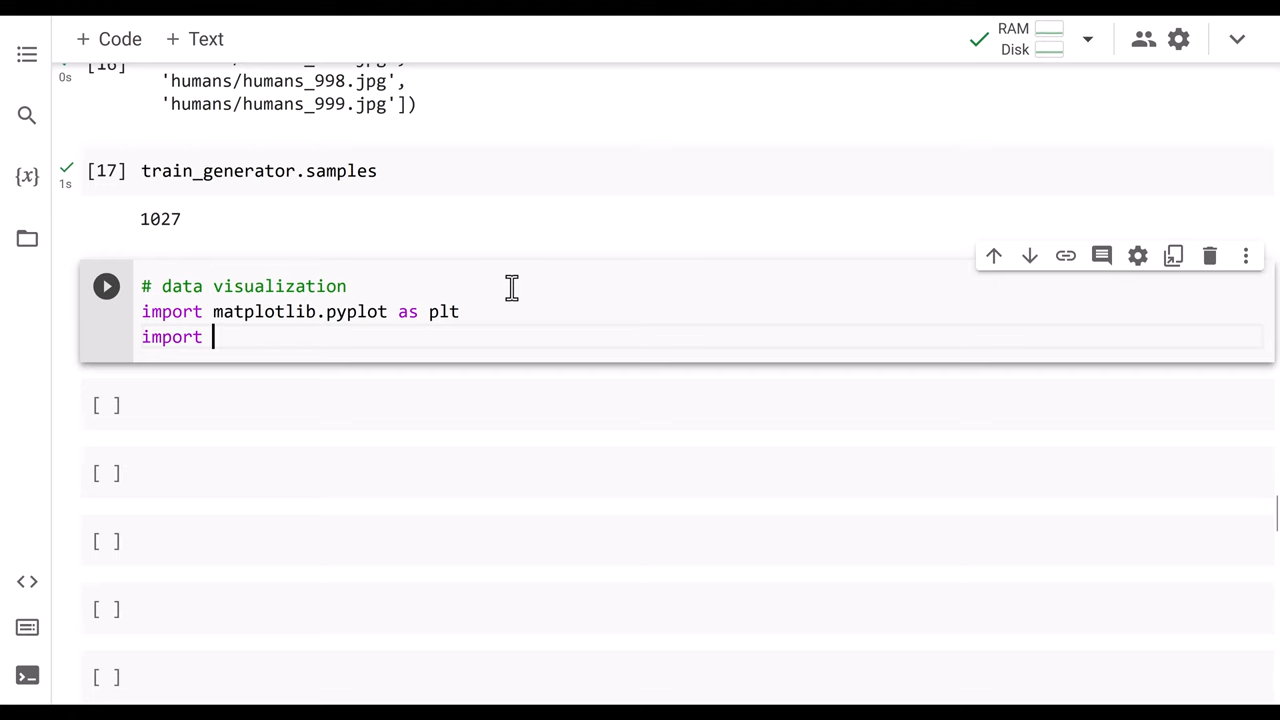 + Code + Text
RAM
Disk
[16]
0s
'humans/humans_998.jpg',
'humans/humans_999.jpg'])
[17] train_generator.samples
1s
1027
# data visualization
import matplotlib.pyplot as plt
import
[ ]
[ ]
[ ]
[ ]
[ ]